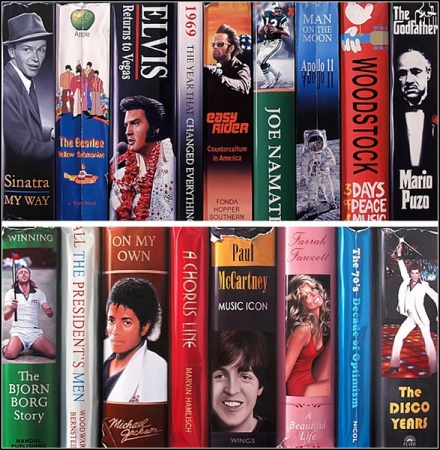 Sinatra
MY WAY
Apple
The Beatles
Yellow Submarine
ELVIS
Returns to Vegas
1969 THE YEAR THAT CHANGED EVERYTHING
easy
Rider
Counterculture
in America
FONDA
HOPPER
SOUTHERN
12
JOE NAMATH
MAN
ON THE
MOON
Apollo 11
WOODSTOCK
3 DAYS
of PEACE
& MUSIC
The
Godfather
Mario
Puzo
WINNING
The
BJORN
BORG
Story
ALL THE PRESIDENT'S MEN
WOODWARD
BERNSTEIN
ON MY
OWN
Michael
Jackson
A CHORUS LINE
MARVIN HAMLISCH
Paul
McCartney
MUSIC ICON
WINGS
Farrah
Fawcett
A
Beautiful
Life
The 70's Decade of Optimism
NICOL
The
DISCO
YEARS
FEVER